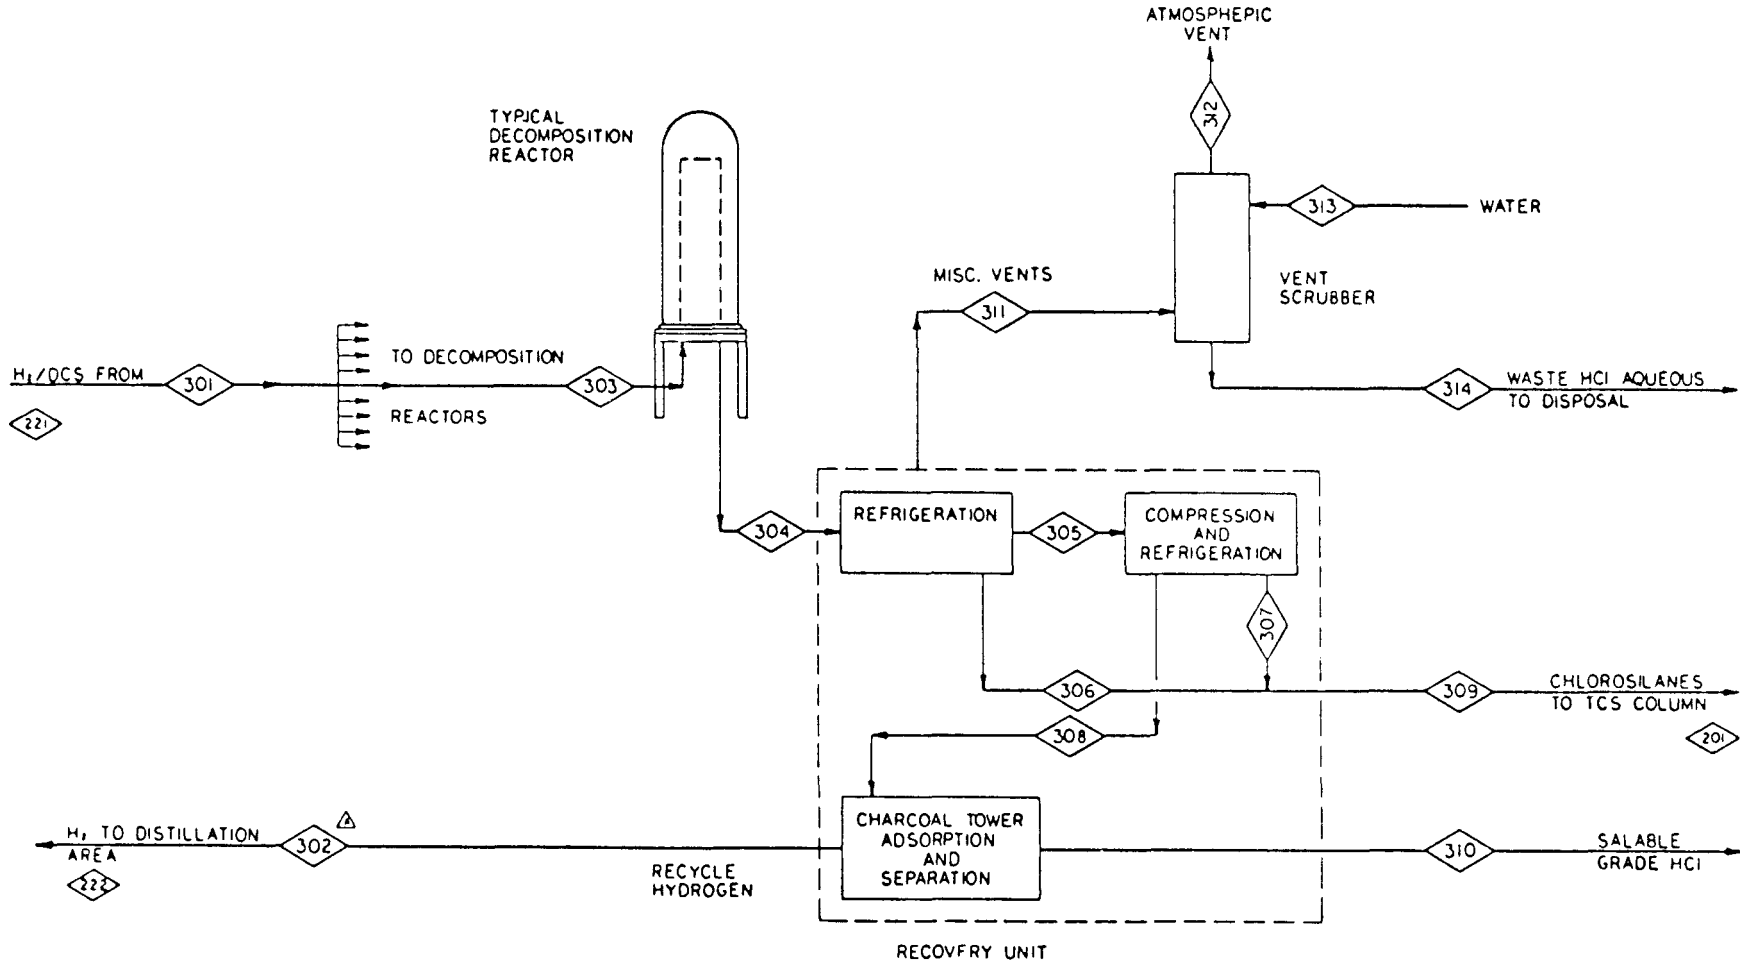 ATMOSPHEPIC
VENT
312
TYPICAL
DECOMPOSITION
REACTOR
313
WATER
MISC. VENTS
311
VENT
SCRUBBER
H₂/DCS FROM
301
221
TO DECOMPOSITION
303
REACTORS
314
WASTE HCl AQUEOUS
TO DISPOSAL
304
REFRIGERATION
305
COMPRESSION
AND
REFRIGERATION
307
306
309
CHLOROSILANES
TO TCS COLUMN
201
308
H₂ TO DISTILLATION
AREA
302
222
RECYCLE
HYDROGEN
CHARCOAL TOWER
ADSORPTION
AND
SEPARATION
310
SALABLE
GRADE HCl
RECOVFRY UNIT